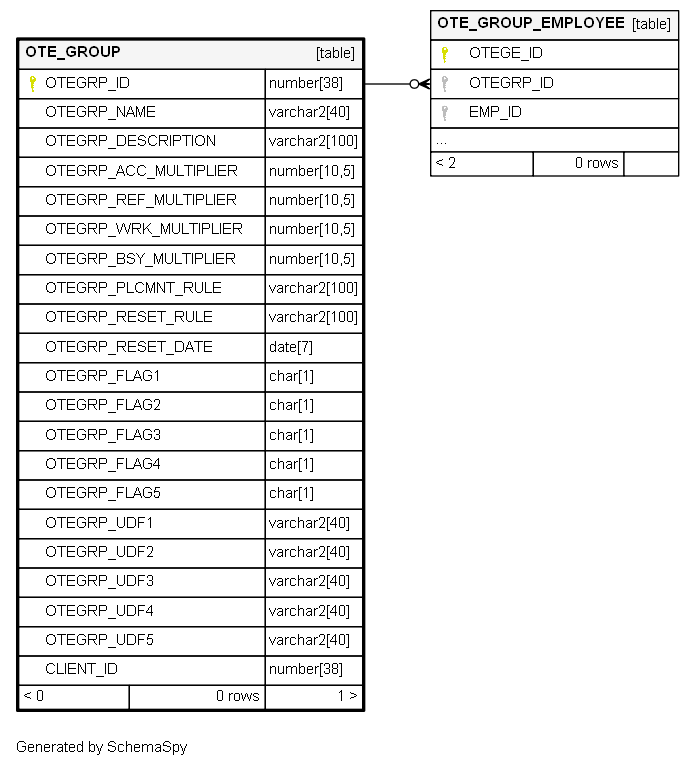 OTE_GROUP [table]
OTEGRP_ID number[38]
OTEGRP_NAME varchar2[40]
OTEGRP_DESCRIPTION varchar2[100]
OTEGRP_ACC_MULTIPLIER number[10,5]
OTEGRP_REF_MULTIPLIER number[10,5]
OTEGRP_WRK_MULTIPLIER number[10,5]
OTEGRP_BSY_MULTIPLIER number[10,5]
OTEGRP_PLCMNT_RULE varchar2[100]
OTEGRP_RESET_RULE varchar2[100]
OTEGRP_RESET_DATE date[7]
OTEGRP_FLAG1 char[1]
OTEGRP_FLAG2 char[1]
OTEGRP_FLAG3 char[1]
OTEGRP_FLAG4 char[1]
OTEGRP_FLAG5 char[1]
OTEGRP_UDF1 varchar2[40]
OTEGRP_UDF2 varchar2[40]
OTEGRP_UDF3 varchar2[40]
OTEGRP_UDF4 varchar2[40]
OTEGRP_UDF5 varchar2[40]
CLIENT_ID number[38]
< 0 0 rows 1 >
OTE_GROUP_EMPLOYEE [table]
OTEGE_ID
OTEGRP_ID
EMP_ID
...
< 2 0 rows
Generated by SchemaSpy